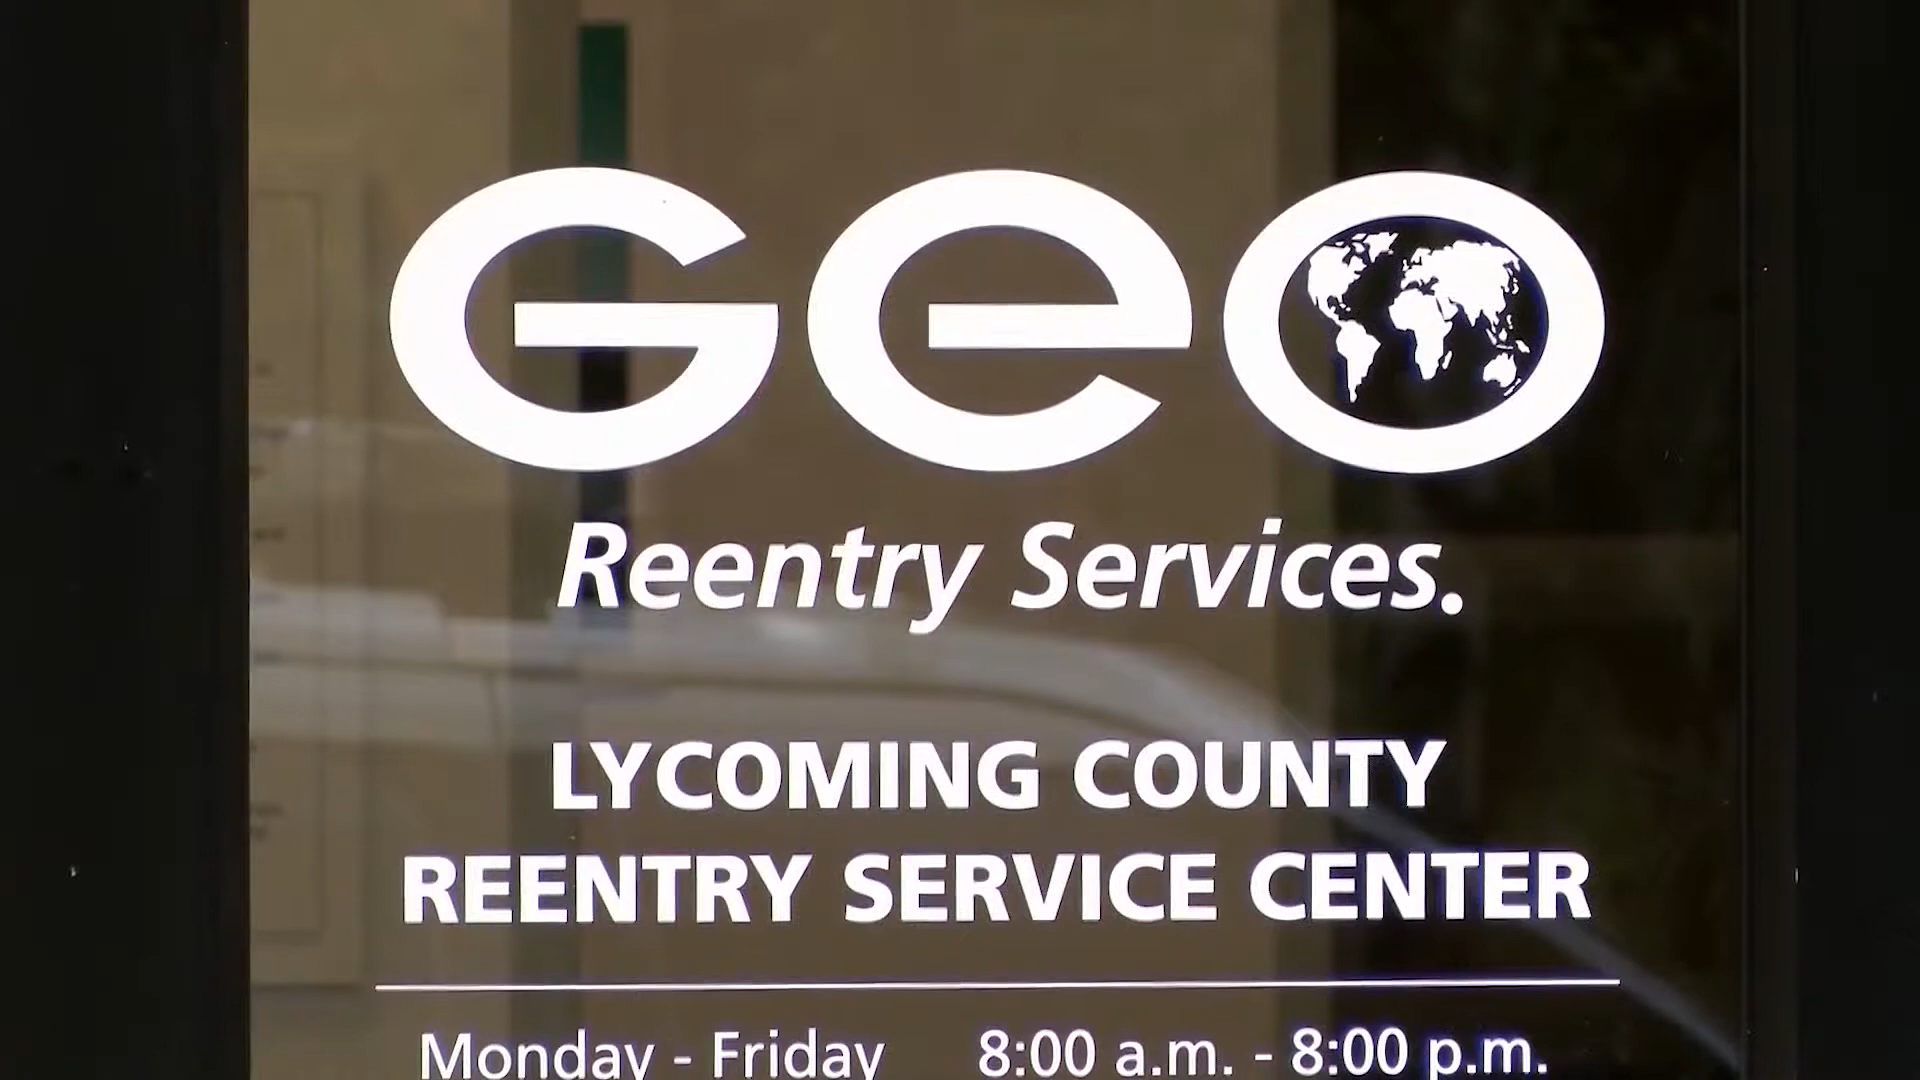 GeO
Reentry Services.
LYCOMING COUNTY
REENTRY SERVICE CENTER
Monday - Friday 8:00 a.m. - 8:00 p.m.